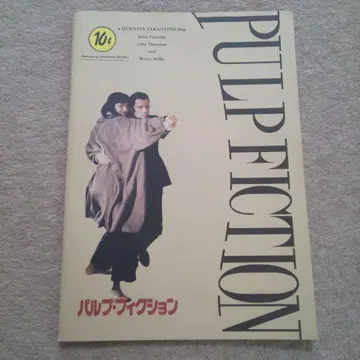 10¢
A QUENTIN TARANTINO Film
John Travolta
Uma Thurman
and
Bruce Willis
PULP FICTION
パルプ・フィクション